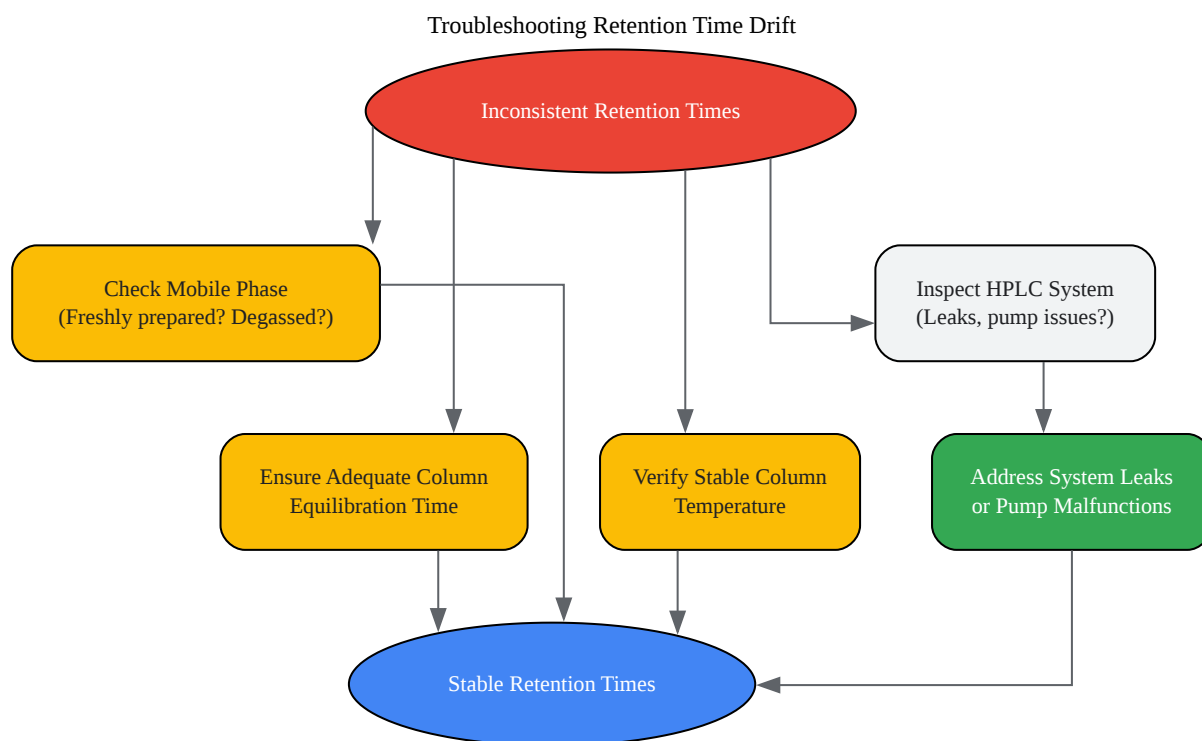 Troubleshooting Retention Time Drift
Inconsistent Retention Times
Check Mobile Phase
(Freshly prepared? Degassed?)
Inspect HPLC System
(Leaks, pump issues?)
Ensure Adequate Column
Equilibration Time
Verify Stable Column
Temperature
Address System Leaks
or Pump Malfunctions
Stable Retention Times